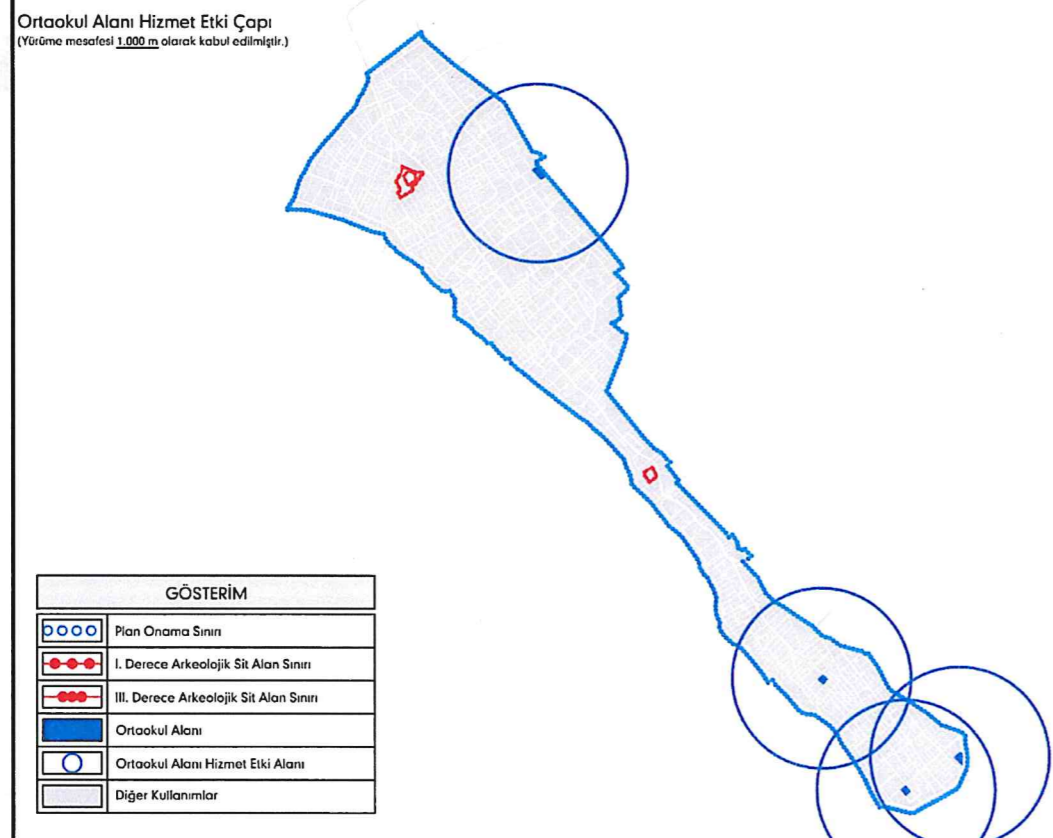 Ortaokul Alanı Hizmet Etki Çapı
(Yürüme mesafesi 1.000 m olarak kabul edilmiştir.)
GÖSTERİM
Plan Onama Sınırı
I. Derece Arkeolojik Sit Alan Sınırı
III. Derece Arkeolojik Sit Alan Sınırı
Ortaokul Alanı
Ortaokul Alanı Hizmet Etki Alanı
Diğer Kullanımlar